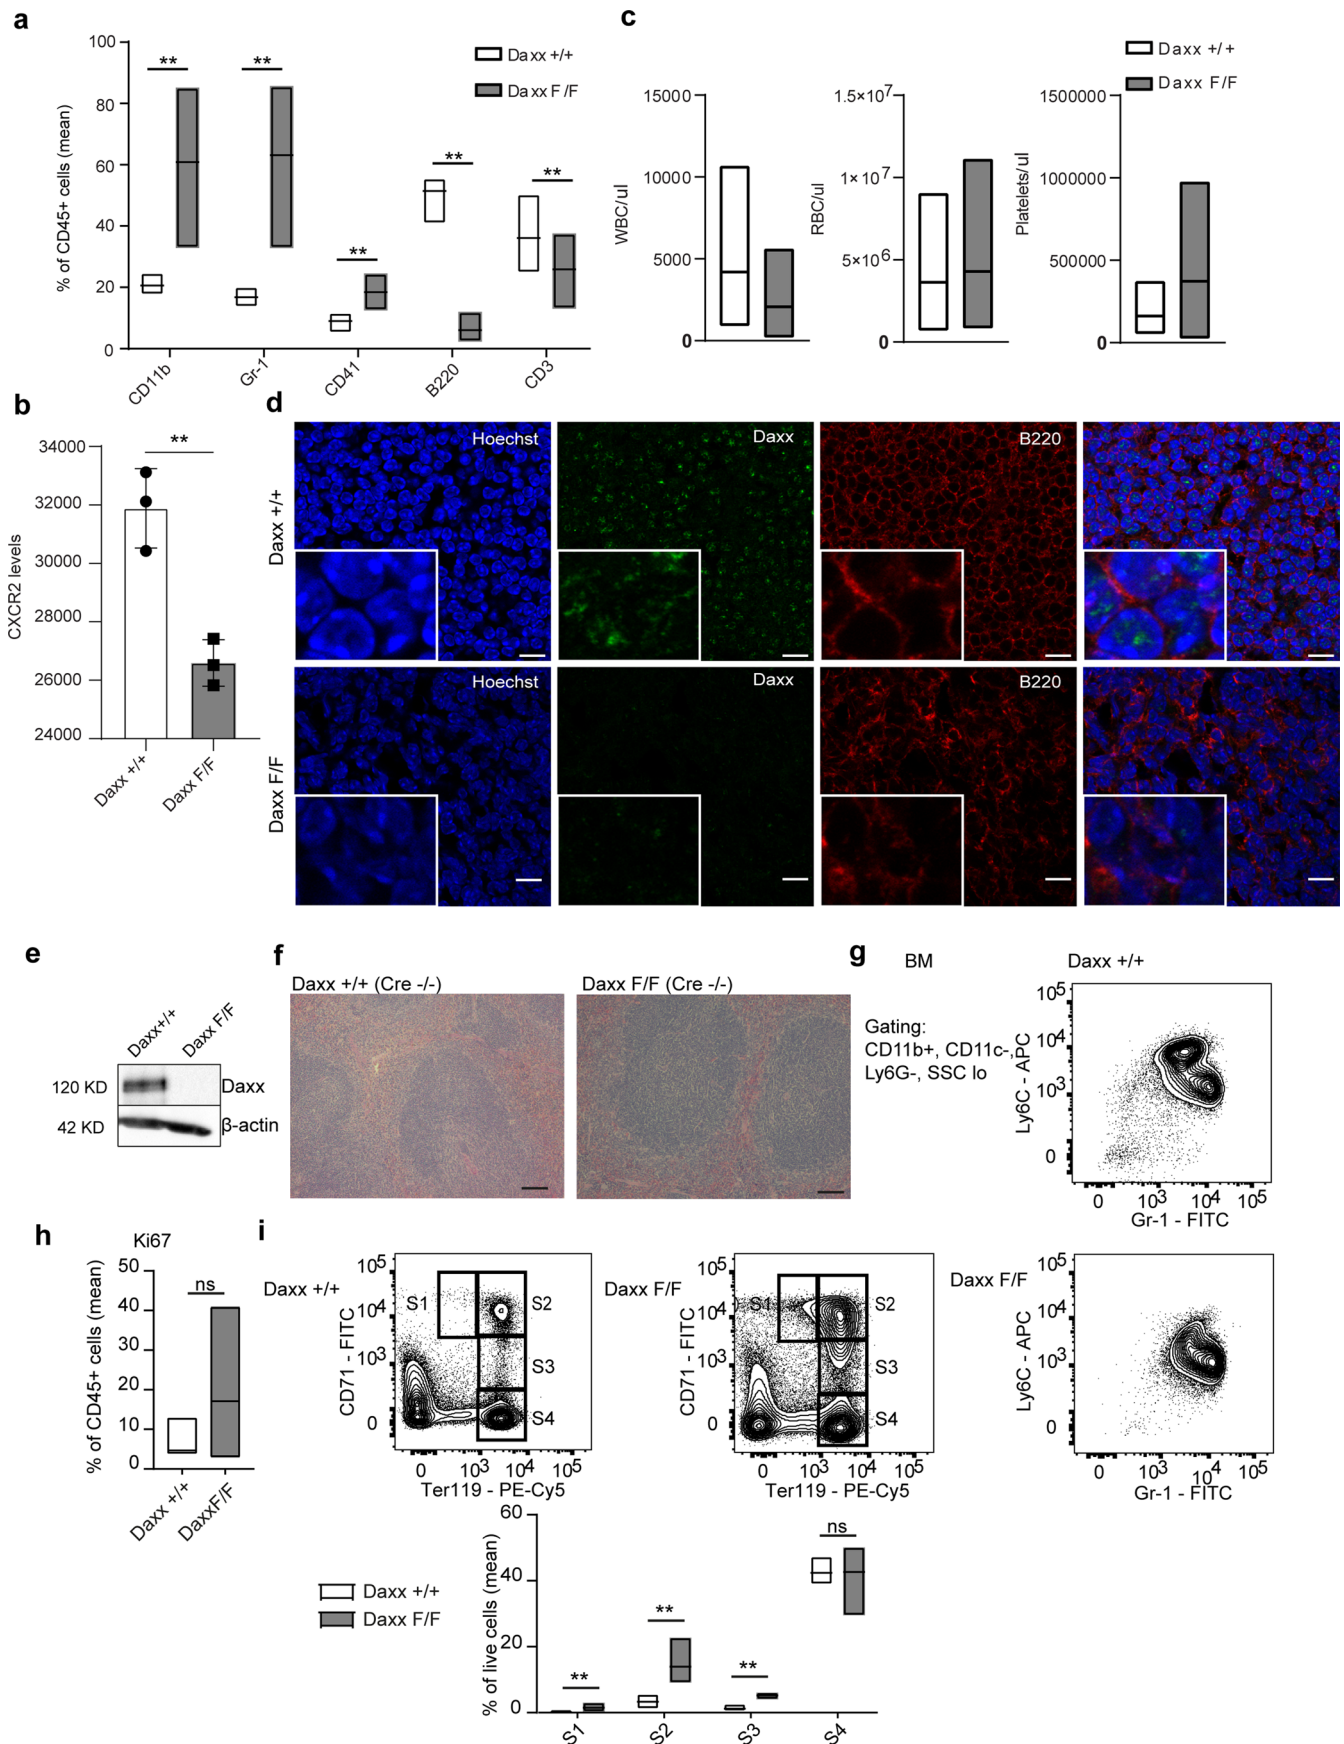 a
100
80
60
40
20
0
% of CD45+ cells (mean)
**
**
**
**
**
Daxx +/+
Daxx F/F
CD11b
Gr-1
CD41
B220
CD3
c
Daxx +/+
Daxx F/F
15000
10000
5000
0
WBC/ul
1.5×10⁷
1×10⁷
5×10⁶
0
RBC/ul
1500000
1000000
500000
0
Platelets/ul
b
34000
32000
30000
28000
26000
24000
CXCR2 levels
**
Daxx +/+
Daxx F/F
d
Daxx +/+
Hoechst
Daxx
B220
Daxx F/F
Hoechst
Daxx
B220
e
Daxx+/+
Daxx F/F
120 KD
Daxx
42 KD
β-actin
f
Daxx +/+ (Cre -/-)
Daxx F/F (Cre -/-)
g
BM
Daxx +/+
Gating:
CD11b+, CD11c-,
Ly6G-, SSC lo
10⁵
10⁴
10³
0
Ly6C - APC
0
10³
10⁴
10⁵
Gr-1 - FITC
Daxx F/F
10⁵
10⁴
10³
0
Ly6C - APC
0
10³
10⁴
10⁵
Gr-1 - FITC
h
Ki67
50
40
30
20
10
0
% of CD45+ cells (mean)
ns
Daxx +/+
DaxxF/F
i
Daxx +/+
10⁵
10⁴
10³
0
CD71 - FITC
S1
S2
S3
S4
0
10³
10⁴
10⁵
Ter119 - PE-Cy5
Daxx F/F
10⁵
10⁴
10³
0
CD71 - FITC
S1
S2
S3
S4
0
10³
10⁴
10⁵
Ter119 - PE-Cy5
Daxx +/+
Daxx F/F
60
40
20
0
% of live cells (mean)
**
**
**
ns
S1
S2
S3
S4